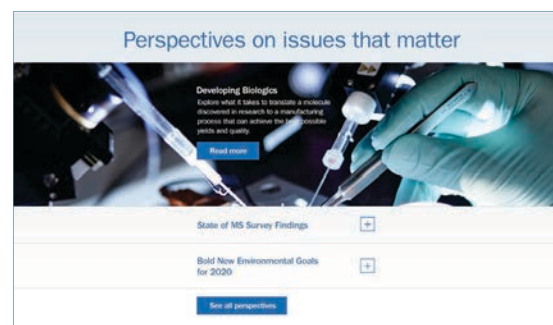 Perspectives on issues that matter
Developing Biologics
Explore what it takes to translate a molecule
discovered in research to a manufacturing
process that can achieve the best possible
yields and quality.
Read more
State of MS Survey Findings
Bold New Environmental Goals
for 2020
See all perspectives